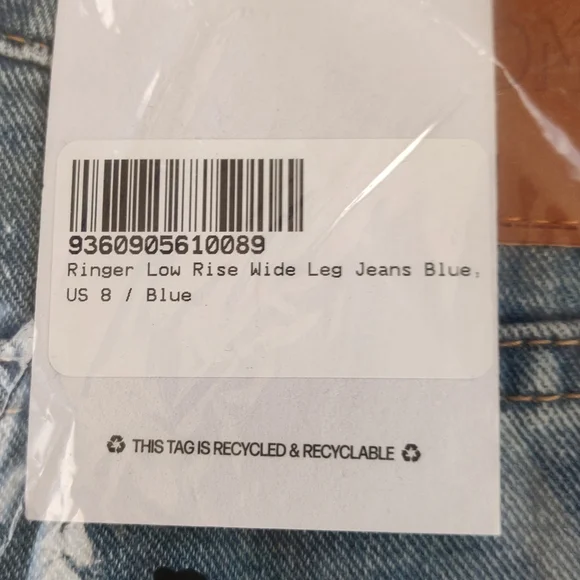 9360905610089
Ringer Low Rise Wide Leg Jeans Blue,
US 8 / Blue
THIS TAG IS RECYCLED & RECYCLABLE